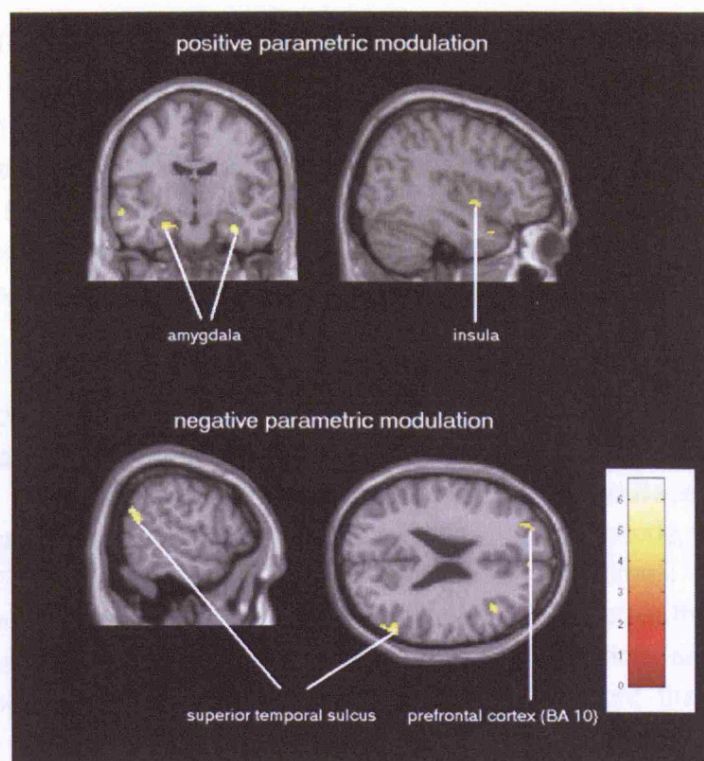 positive parametric modulation
amygdala
insula
negative parametric modulation
6
5
4
3
2
1
0
superior temporal sulcus
prefrontal cortex (BA 10)